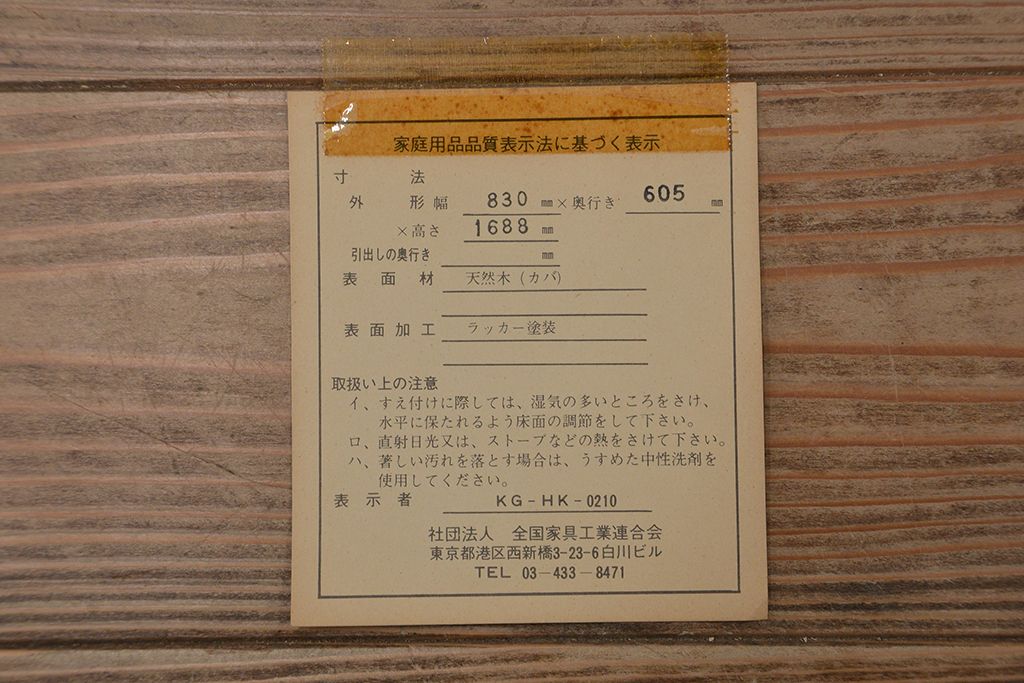 家庭用品品質表示法に基づく表示
寸法
外形幅 830 ㎜×奥行き 605 ㎜
×高さ 1688 ㎜
引出しの奥行き ㎜
表面材 天然木(カバ)
表面加工 ラッカー塗装
取扱い上の注意
イ、すえ付けに際しては、湿気の多いところをさけ、
水平に保たれるよう床面の調節をして下さい。
ロ、直射日光又は、ストーブなどの熱をさけて下さい。
ハ、著しい汚れを落とす場合は、うすめた中性洗剤を
使用してください。
表示者 KG-HK-0210
社団法人 全国家具工業連合会
東京都港区西新橋3-23-6白川ビル
TEL 03-433-8471